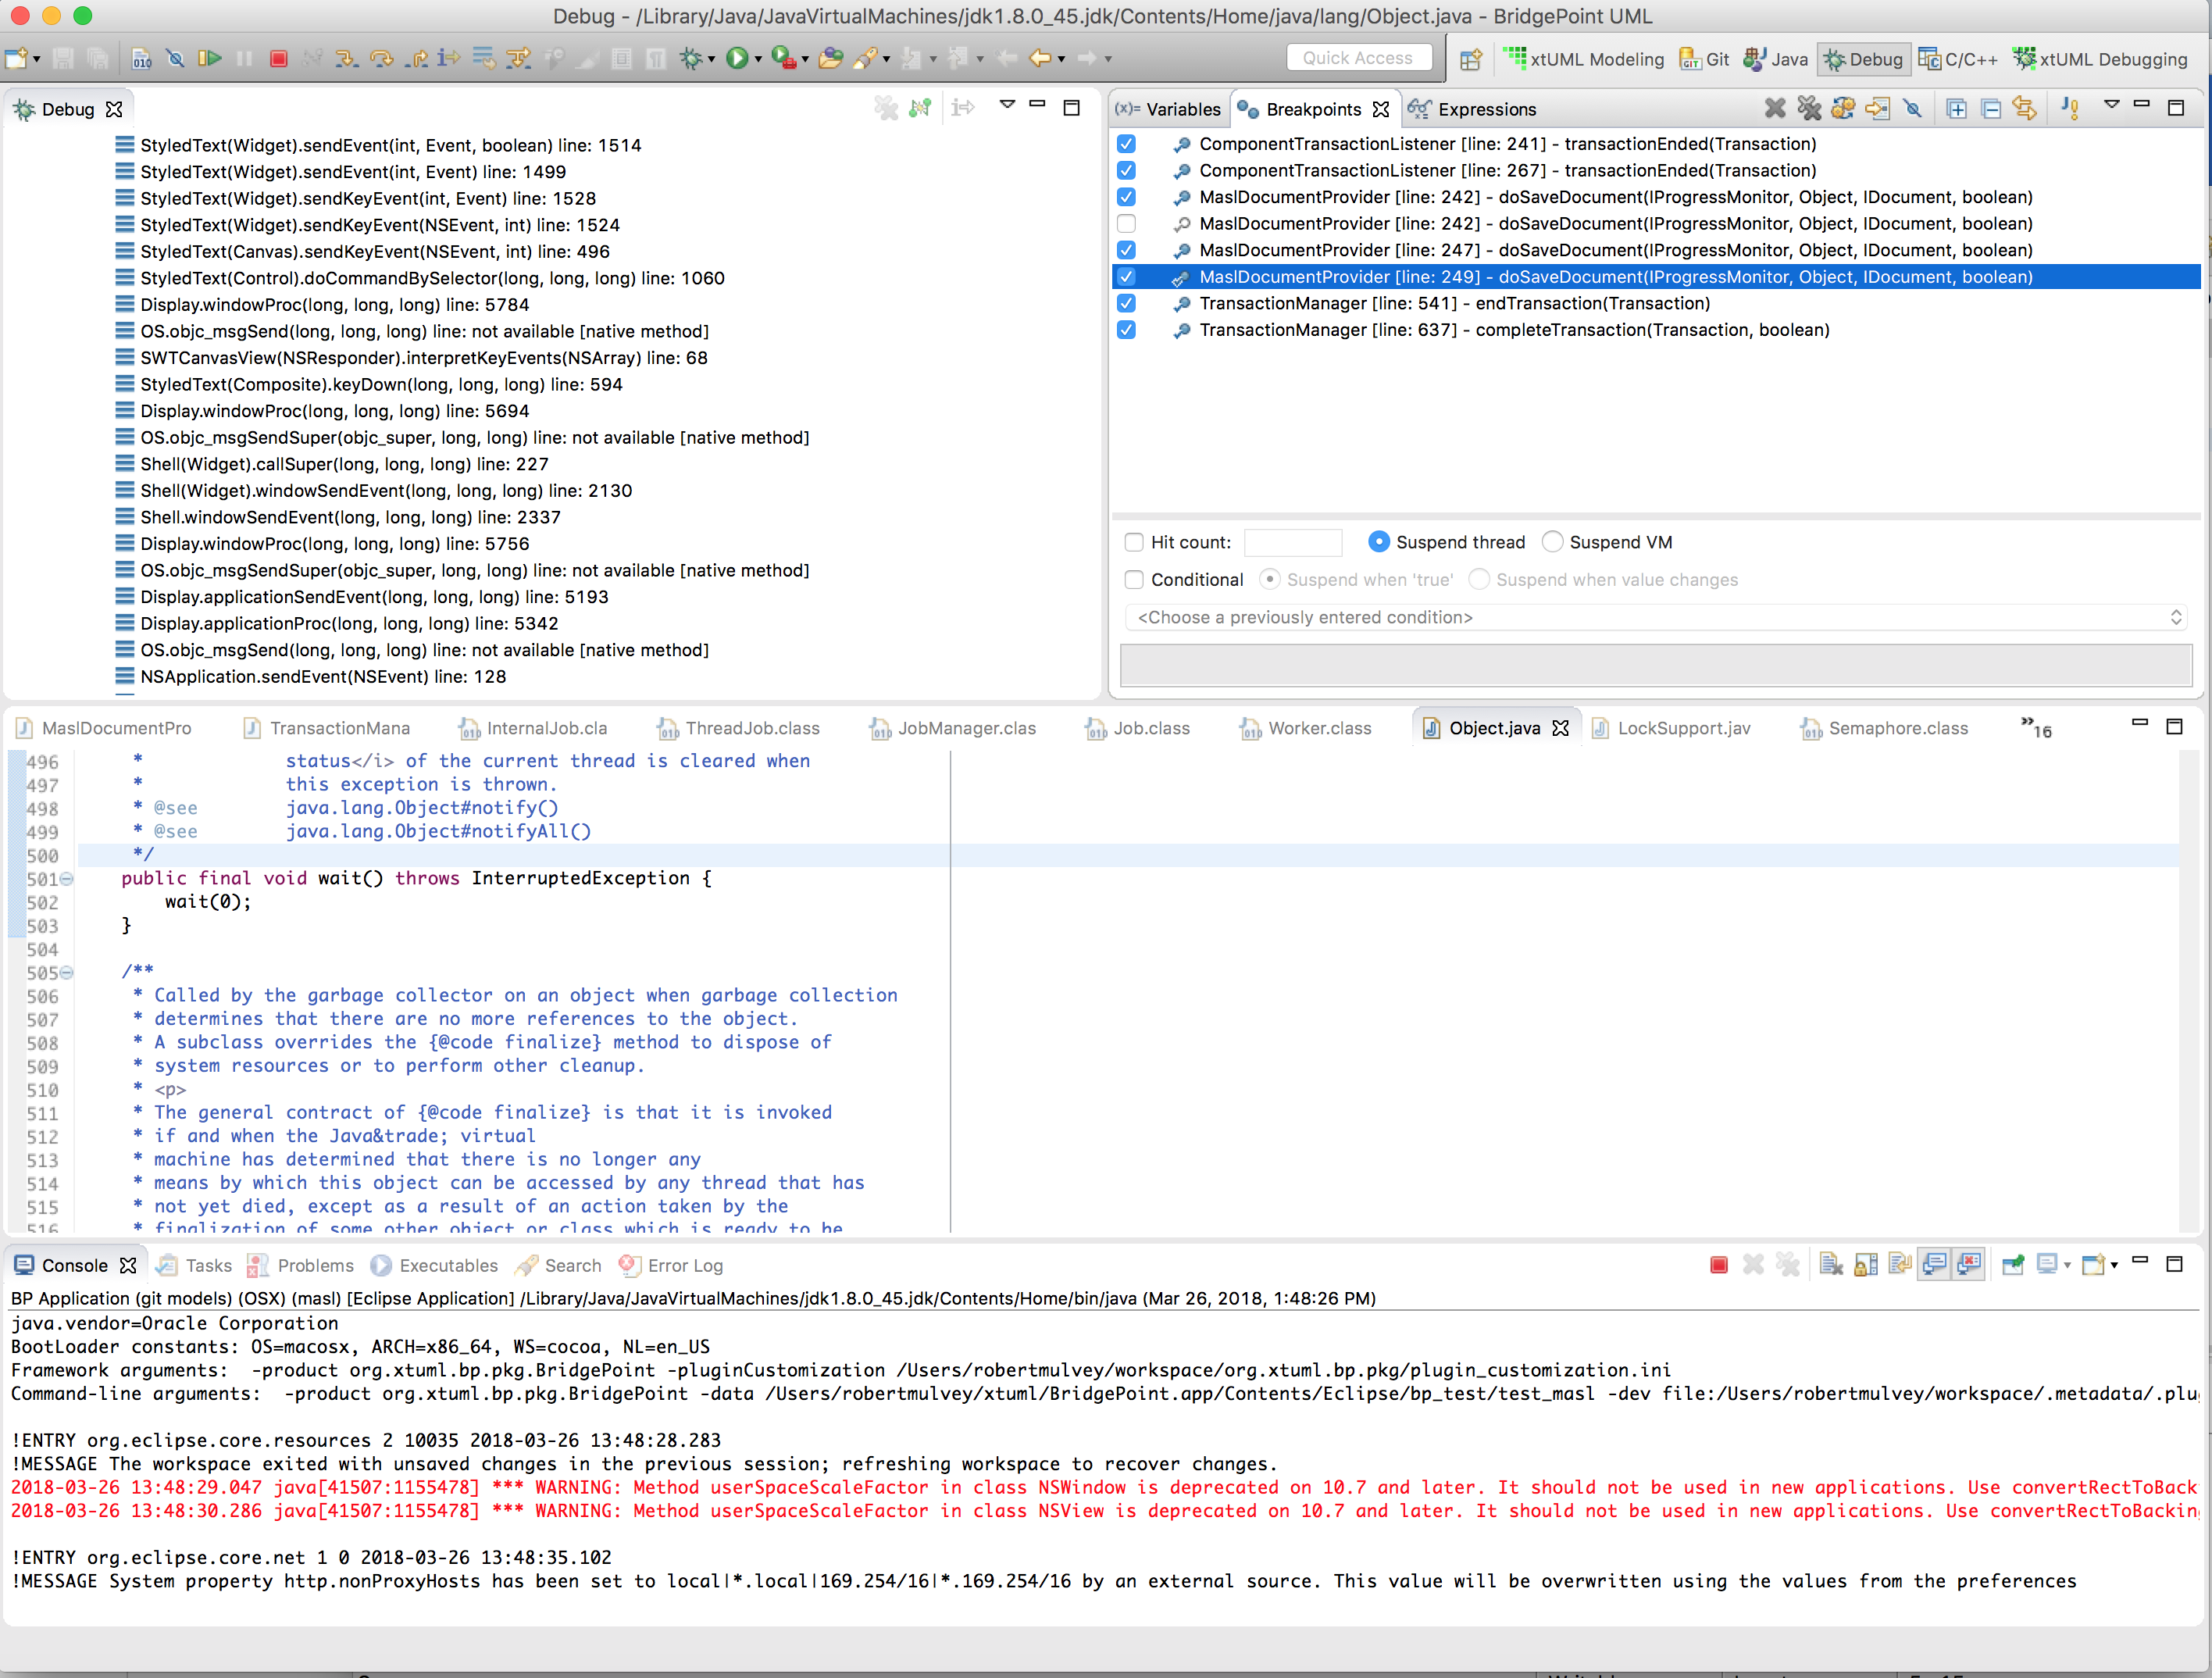 Debug - /Library/Java/JavaVirtualMachines/jdk1.8.0_45.jdk/Contents/Home/java/lang/Object.java - BridgePoint UML
Quick Access
xtUML Modeling
Git
Java
Debug
C/C++
xtUML Debugging
Debug
StyledText(Widget).sendEvent(int, Event, boolean) line: 1514
StyledText(Widget).sendEvent(int, Event) line: 1499
StyledText(Widget).sendKeyEvent(int, Event) line: 1528
StyledText(Widget).sendKeyEvent(NSEvent, int) line: 1524
StyledText(Canvas).sendKeyEvent(NSEvent, int) line: 496
StyledText(Control).doCommandBySelector(long, long, long) line: 1060
Display.windowProc(long, long, long) line: 5784
OS.objc_msgSend(long, long, long) line: not available [native method]
SWTCanvasView(NSResponder).interpretKeyEvents(NSArray) line: 68
StyledText(Composite).keyDown(long, long, long) line: 594
Display.windowProc(long, long, long) line: 5694
OS.objc_msgSendSuper(objc_super, long, long) line: not available [native method]
Shell(Widget).callSuper(long, long, long) line: 227
Shell(Widget).windowSendEvent(long, long, long) line: 2130
Shell.windowSendEvent(long, long, long) line: 2337
Display.windowProc(long, long, long) line: 5756
OS.objc_msgSendSuper(objc_super, long, long) line: not available [native method]
Display.applicationSendEvent(long, long, long) line: 5193
Display.applicationProc(long, long, long) line: 5342
OS.objc_msgSend(long, long, long) line: not available [native method]
NSApplication.sendEvent(NSEvent) line: 128
(x)= Variables
Breakpoints
Expressions
ComponentTransactionListener [line: 241] - transactionEnded(Transaction)
ComponentTransactionListener [line: 267] - transactionEnded(Transaction)
MaslDocumentProvider [line: 242] - doSaveDocument(IProgressMonitor, Object, IDocument, boolean)
MaslDocumentProvider [line: 242] - doSaveDocument(IProgressMonitor, Object, IDocument, boolean)
MaslDocumentProvider [line: 247] - doSaveDocument(IProgressMonitor, Object, IDocument, boolean)
MaslDocumentProvider [line: 249] - doSaveDocument(IProgressMonitor, Object, IDocument, boolean)
TransactionManager [line: 541] - endTransaction(Transaction)
TransactionManager [line: 637] - completeTransaction(Transaction, boolean)
Hit count:
Suspend thread
Suspend VM
Conditional
Suspend when 'true'
Suspend when value changes
<Choose a previously entered condition>
MaslDocumentPro
TransactionMana
InternalJob.cla
ThreadJob.class
JobManager.clas
Job.class
Worker.class
Object.java
LockSupport.jav
Semaphore.class
»16
496 * status</i> of the current thread is cleared when
497 * this exception is thrown.
498 * @see java.lang.Object#notify()
499 * @see java.lang.Object#notifyAll()
500 */
501 public final void wait() throws InterruptedException {
502 wait(0);
503 }
504
505 /**
506 * Called by the garbage collector on an object when garbage collection
507 * determines that there are no more references to the object.
508 * A subclass overrides the {@code finalize} method to dispose of
509 * system resources or to perform other cleanup.
510 * <p>
511 * The general contract of {@code finalize} is that it is invoked
512 * if and when the Java&trade; virtual
513 * machine has determined that there is no longer any
514 * means by which this object can be accessed by any thread that has
515 * not yet died, except as a result of an action taken by the
516 * finalization of some other object or class which is ready to be
Console
Tasks
Problems
Executables
Search
Error Log
BP Application (git models) (OSX) (masl) [Eclipse Application] /Library/Java/JavaVirtualMachines/jdk1.8.0_45.jdk/Contents/Home/bin/java (Mar 26, 2018, 1:48:26 PM)
java.vendor=Oracle Corporation
BootLoader constants: OS=macosx, ARCH=x86_64, WS=cocoa, NL=en_US
Framework arguments:  -product org.xtuml.bp.pkg.BridgePoint -pluginCustomization /Users/robertmulvey/workspace/org.xtuml.bp.pkg/plugin_customization.ini
Command-line arguments:  -product org.xtuml.bp.pkg.BridgePoint -data /Users/robertmulvey/xtuml/BridgePoint.app/Contents/Eclipse/bp_test/test_masl -dev file:/Users/robertmulvey/workspace/.metadata/.plu
!ENTRY org.eclipse.core.resources 2 10035 2018-03-26 13:48:28.283
!MESSAGE The workspace exited with unsaved changes in the previous session; refreshing workspace to recover changes.
2018-03-26 13:48:29.047 java[41507:1155478] *** WARNING: Method userSpaceScaleFactor in class NSWindow is deprecated on 10.7 and later. It should not be used in new applications. Use convertRectToBack
2018-03-26 13:48:30.286 java[41507:1155478] *** WARNING: Method userSpaceScaleFactor in class NSView is deprecated on 10.7 and later. It should not be used in new applications. Use convertRectToBackin
!ENTRY org.eclipse.core.net 1 0 2018-03-26 13:48:35.102
!MESSAGE System property http.nonProxyHosts has been set to local|*.local|169.254/16|*.169.254/16 by an external source. This value will be overwritten using the values from the preferences